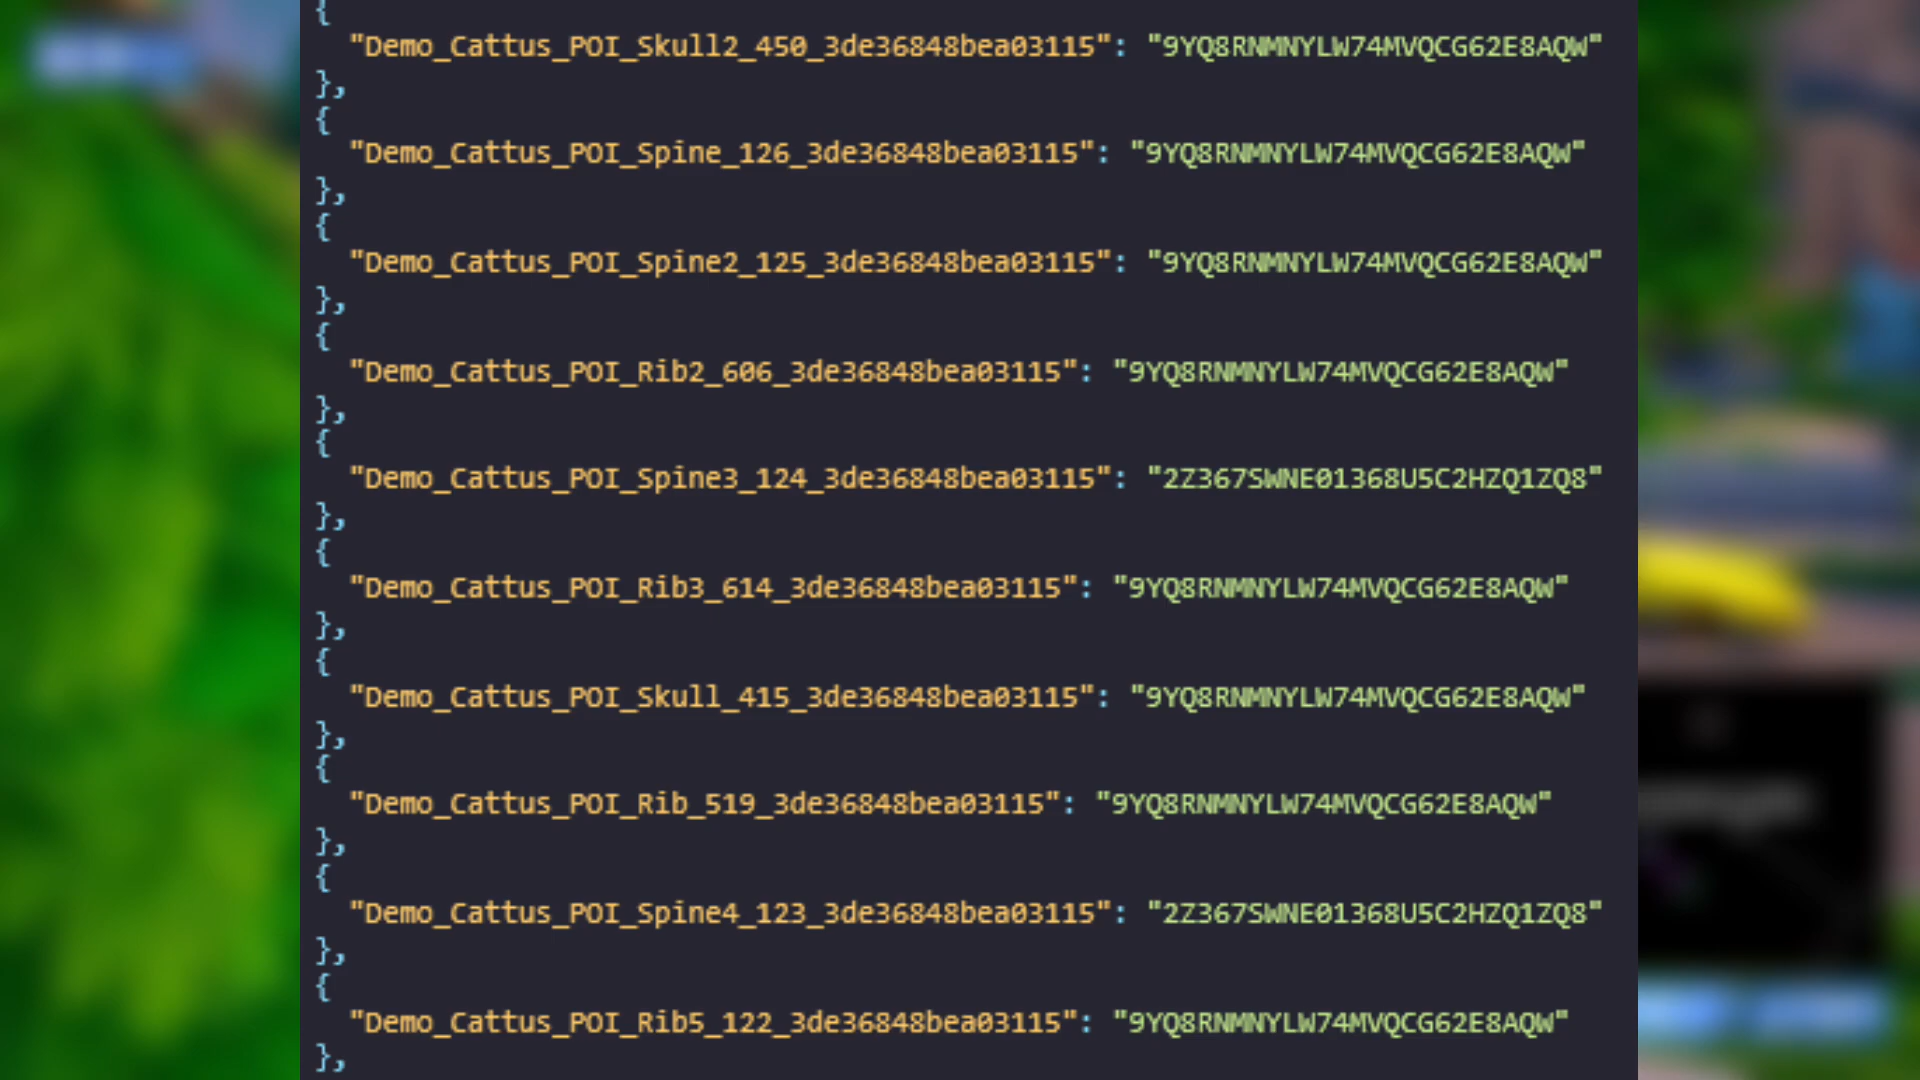 {
"Demo_Cattus_POI_Skull2_450_3de36848bea03115": "9YQ8RNMNYLW74MVQCG62E8AQW"
},
{
"Demo_Cattus_POI_Spine_126_3de36848bea03115": "9YQ8RNMNYLW74MVQCG62E8AQW"
},
{
"Demo_Cattus_POI_Spine2_125_3de36848bea03115": "9YQ8RNMNYLW74MVQCG62E8AQW"
},
{
"Demo_Cattus_POI_Rib2_606_3de36848bea03115": "9YQ8RNMNYLW74MVQCG62E8AQW"
},
{
"Demo_Cattus_POI_Spine3_124_3de36848bea03115": "2Z367SWNE01368U5C2HZQ1ZQ8"
},
{
"Demo_Cattus_POI_Rib3_614_3de36848bea03115": "9YQ8RNMNYLW74MVQCG62E8AQW"
},
{
"Demo_Cattus_POI_Skull_415_3de36848bea03115": "9YQ8RNMNYLW74MVQCG62E8AQW"
},
{
"Demo_Cattus_POI_Rib_519_3de36848bea03115": "9YQ8RNMNYLW74MVQCG62E8AQW"
},
{
"Demo_Cattus_POI_Spine4_123_3de36848bea03115": "2Z367SWNE01368U5C2HZQ1ZQ8"
},
{
"Demo_Cattus_POI_Rib5_122_3de36848bea03115": "9YQ8RNMNYLW74MVQCG62E8AQW"
},